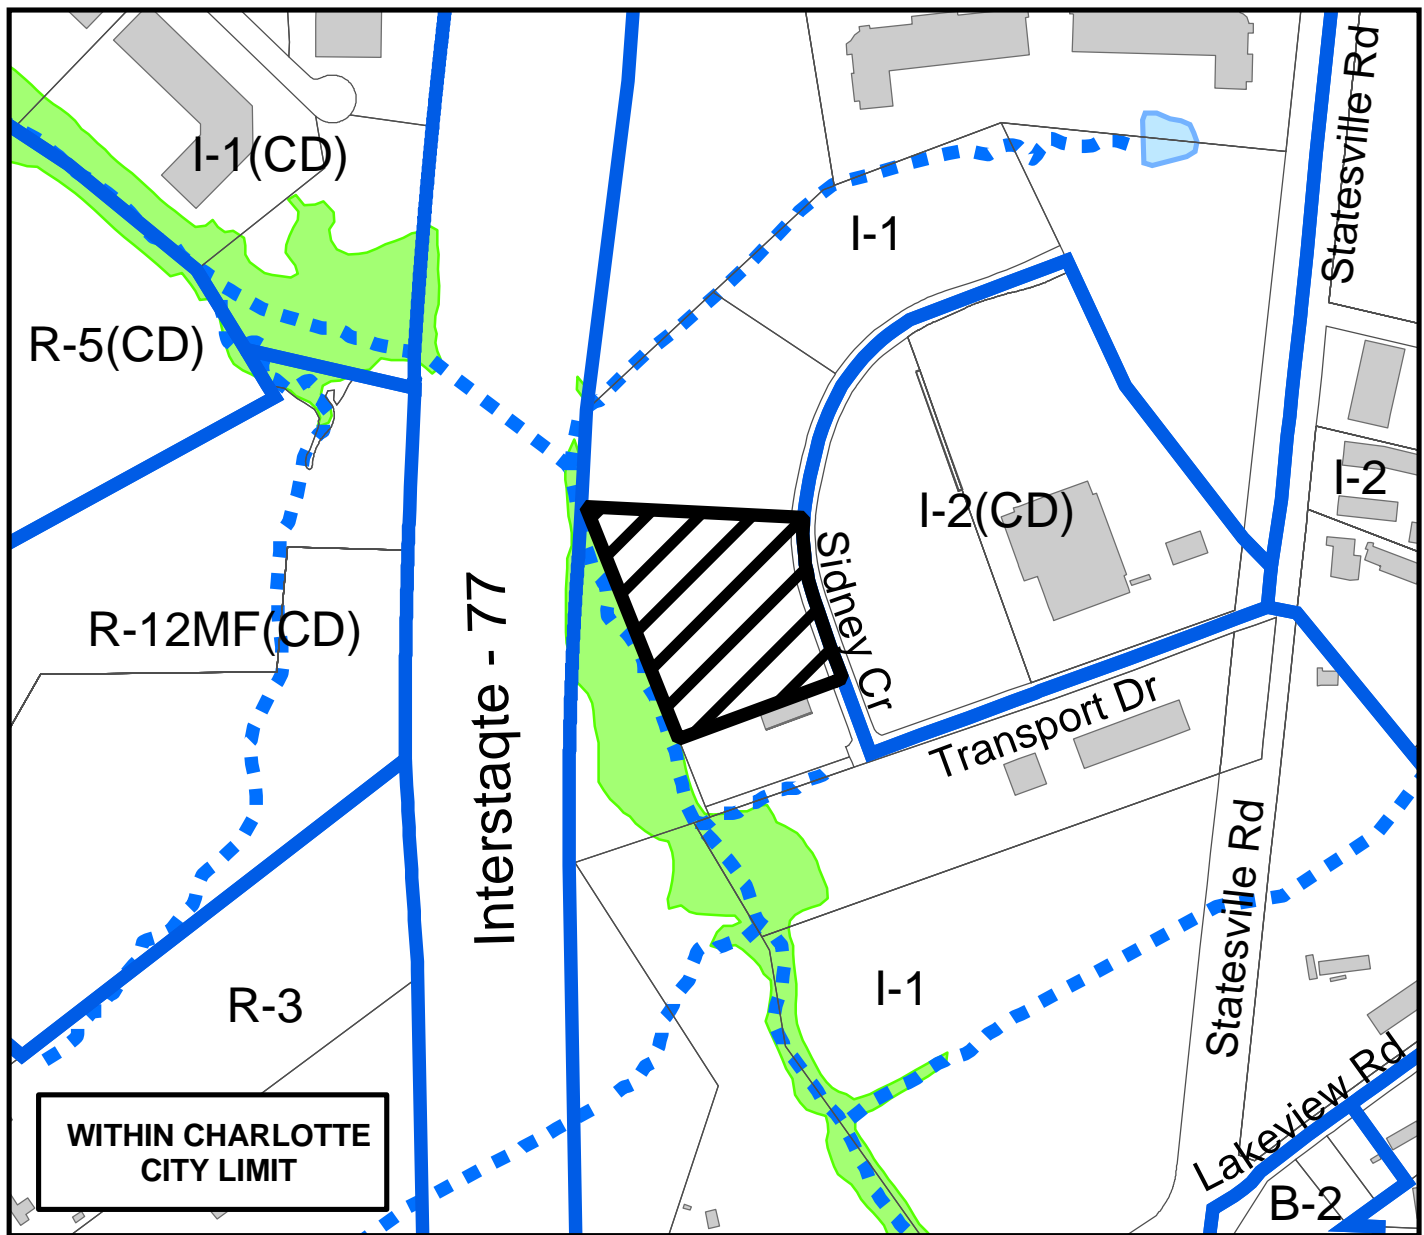 Statesville Rd
I-1(CD)
I-1
R-5(CD)
I-2
I-2(CD)
Sidney Cr
R-12MF(CD)
Interstaqte - 77
Transport Dr
Statesville Rd
I-1
R-3
Lakeview Rd
WITHIN CHARLOTTE
CITY LIMIT
B-2